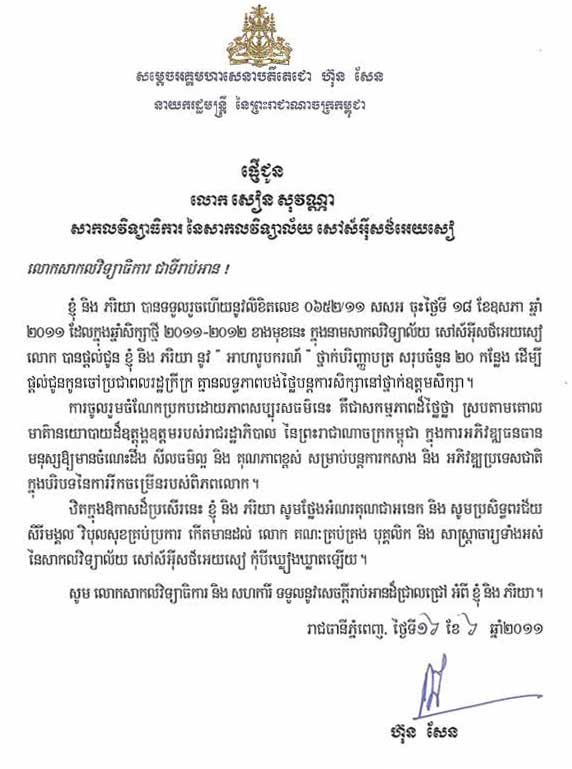 សម្តេចអគ្គមហាសេនាបតីតេជោ ហ៊ុន សែន
នាយករដ្ឋមន្ត្រី នៃព្រះរាជាណាចក្រកម្ពុជា
ផ្ញើជូន
លោក សៀន សុវណ្ណា
សាកលវិទ្យាធិការ នៃសាកលវិទ្យាល័យ សៅស៍អ៊ីសថ៍អេយសៀ
លោកសាកលវិទ្យាធិការ ជាទីរាប់អាន !
ខ្ញុំ និង ភរិយា បានទទួលរួចហើយនូវលិខិតលេខ ០៦៥២/១១ សសអ ចុះថ្ងៃទី ១៨ ខែឧសភា ឆ្នាំ
២០១១ ដែលក្នុងឆ្នាំសិក្សាថ្មី ២០១១-២០១២ ខាងមុខនេះ ក្នុងនាមសាកលវិទ្យាល័យ សៅស៍អ៊ីសថ៍អេយសៀ
លោក បានផ្តល់ជូន ខ្ញុំ និង ភរិយា នូវ " អាហារូបករណ៍ " ថ្នាក់បរិញ្ញាបត្រ សរុបចំនួន ២០ កន្លែង ដើម្បី
ផ្តល់ជូនកូនចៅប្រជាពលរដ្ឋក្រីក្រ គ្មានលទ្ធភាពបង់ថ្លៃបន្តការសិក្សានៅថ្នាក់ឧត្តមសិក្សា។
ការចូលរួមចំណែកប្រកបដោយភាពសប្បុរសធម៌នេះ គឺជាសកម្មភាពដ៏ថ្លៃថ្លា ស្របតាមគោល
មាគ៌ានយោបាយដ៏ឧត្តុង្គឧត្តមរបស់រាជរដ្ឋាភិបាល នៃព្រះរាជាណាចក្រកម្ពុជា ក្នុងការអភិវឌ្ឍធនធាន
មនុស្សឱ្យមានចំណេះដឹង សីលធម៌ល្អ និង គុណភាពខ្ពស់ សម្រាប់បន្តការកសាង និង អភិវឌ្ឍប្រទេសជាតិ
ក្នុងបរិបទនៃការរីកចម្រើនរបស់ពិភពលោក។
ឋិតក្នុងឱកាសដ៏ប្រសើរនេះ ខ្ញុំ និង ភរិយា សូមថ្លែងអំណរគុណជាអនេក និង សូមប្រសិទ្ធពរជ័យ
សិរីមង្គល វិបុលសុខគ្រប់ប្រការ កើតមានដល់ លោក គណៈគ្រប់គ្រង បុគ្គលិក និង សាស្ត្រាចារ្យទាំងអស់
នៃសាកលវិទ្យាល័យ សៅស៍អ៊ីសថ៍អេយសៀ កុំបីឃ្លៀងឃ្លាតឡើយ។
សូម លោកសាកលវិទ្យាធិការ និង សហការី ទទួលនូវសេចក្តីរាប់អានដ៏ជ្រាលជ្រៅ អំពី ខ្ញុំ និង ភរិយា។
រាជធានីភ្នំពេញ, ថ្ងៃទី១៦ ខែ ៦ ឆ្នាំ២០១១
ហ៊ុន សែន